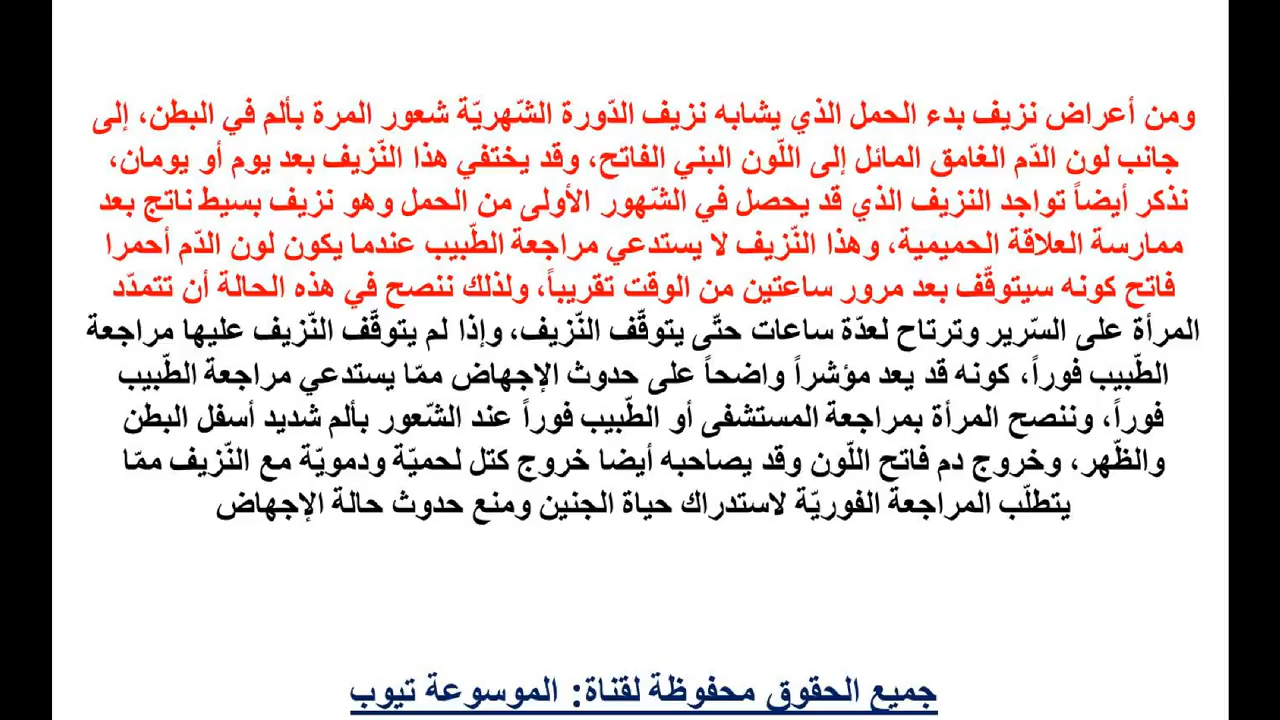 ومن أعراض نزيف بدء الحمل الذي يشابه نزيف الدّورة الشّهريّة شعور المرة بألم في البطن، إلى
جانب لون الدّم الغامق المائل إلى اللّون البني الفاتح، وقد يختفي هذا النّزيف بعد يوم أو يومان،
نذكر أيضاً تواجد النزيف الذي قد يحصل في الشّهور الأولى من الحمل وهو نزيف بسيط ناتج بعد
ممارسة العلاقة الحميمية، وهذا النّزيف لا يستدعي مراجعة الطّبيب عندما يكون لون الدّم أحمرا
فاتح كونه سيتوقّف بعد مرور ساعتين من الوقت تقريباً، ولذلك ننصح في هذه الحالة أن تتمدّد
المرأة على السّرير وترتاح لعدّة ساعات حتّى يتوقّف النّزيف، وإذا لم يتوقّف النّزيف عليها مراجعة
الطّبيب فوراً، كونه قد يعد مؤشراً واضحاً على حدوث الإجهاض ممّا يستدعي مراجعة الطّبيب
فوراً، وننصح المرأة بمراجعة المستشفى أو الطّبيب فوراً عند الشّعور بألم شديد أسفل البطن
والظّهر، وخروج دم فاتح اللّون وقد يصاحبه أيضا خروج كتل لحميّة ودمويّة مع النّزيف ممّا
يتطلّب المراجعة الفوريّة لاستدراك حياة الجنين ومنع حدوث حالة الإجهاض
جميع الحقوق محفوظة لقناة: الموسوعة تيوب